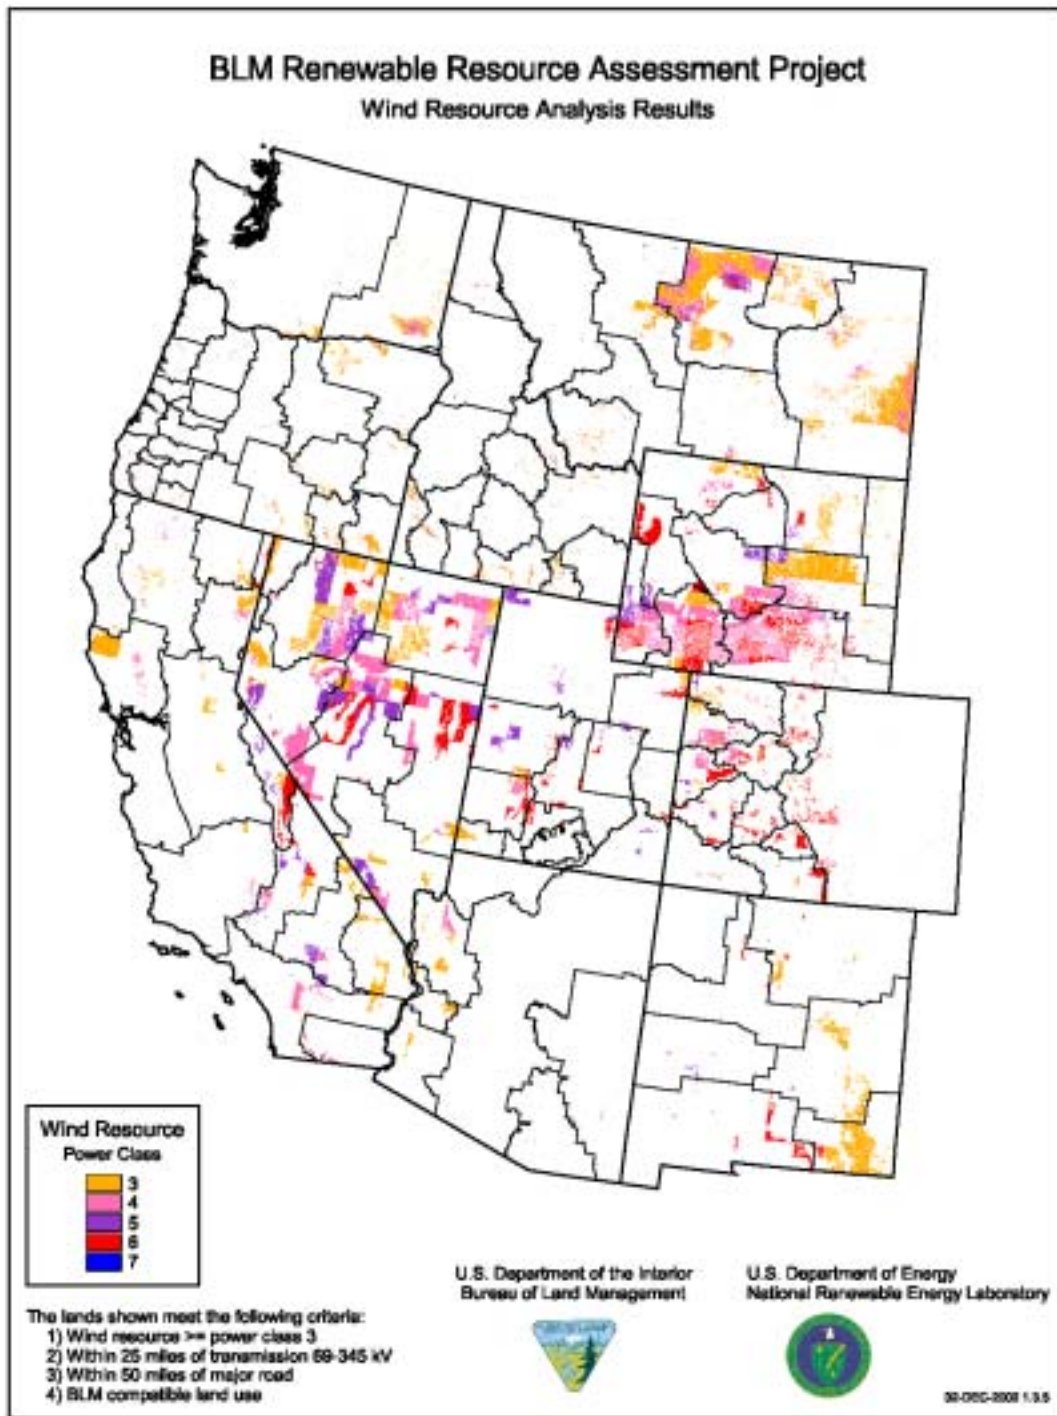 BLM Renewable Resource Assessment Project
Wind Resource Analysis Results
Wind Resource
Power Class
3
4
5
6
7
U.S. Department of the Interior
Bureau of Land Management
U.S. Department of Energy
National Renewable Energy Laboratory
The lands shown meet the following criteria:
1) Wind resource >= power class 3
2) Within 25 miles of transmission 69-345 kV
3) Within 50 miles of major road
4) BLM compatible land use